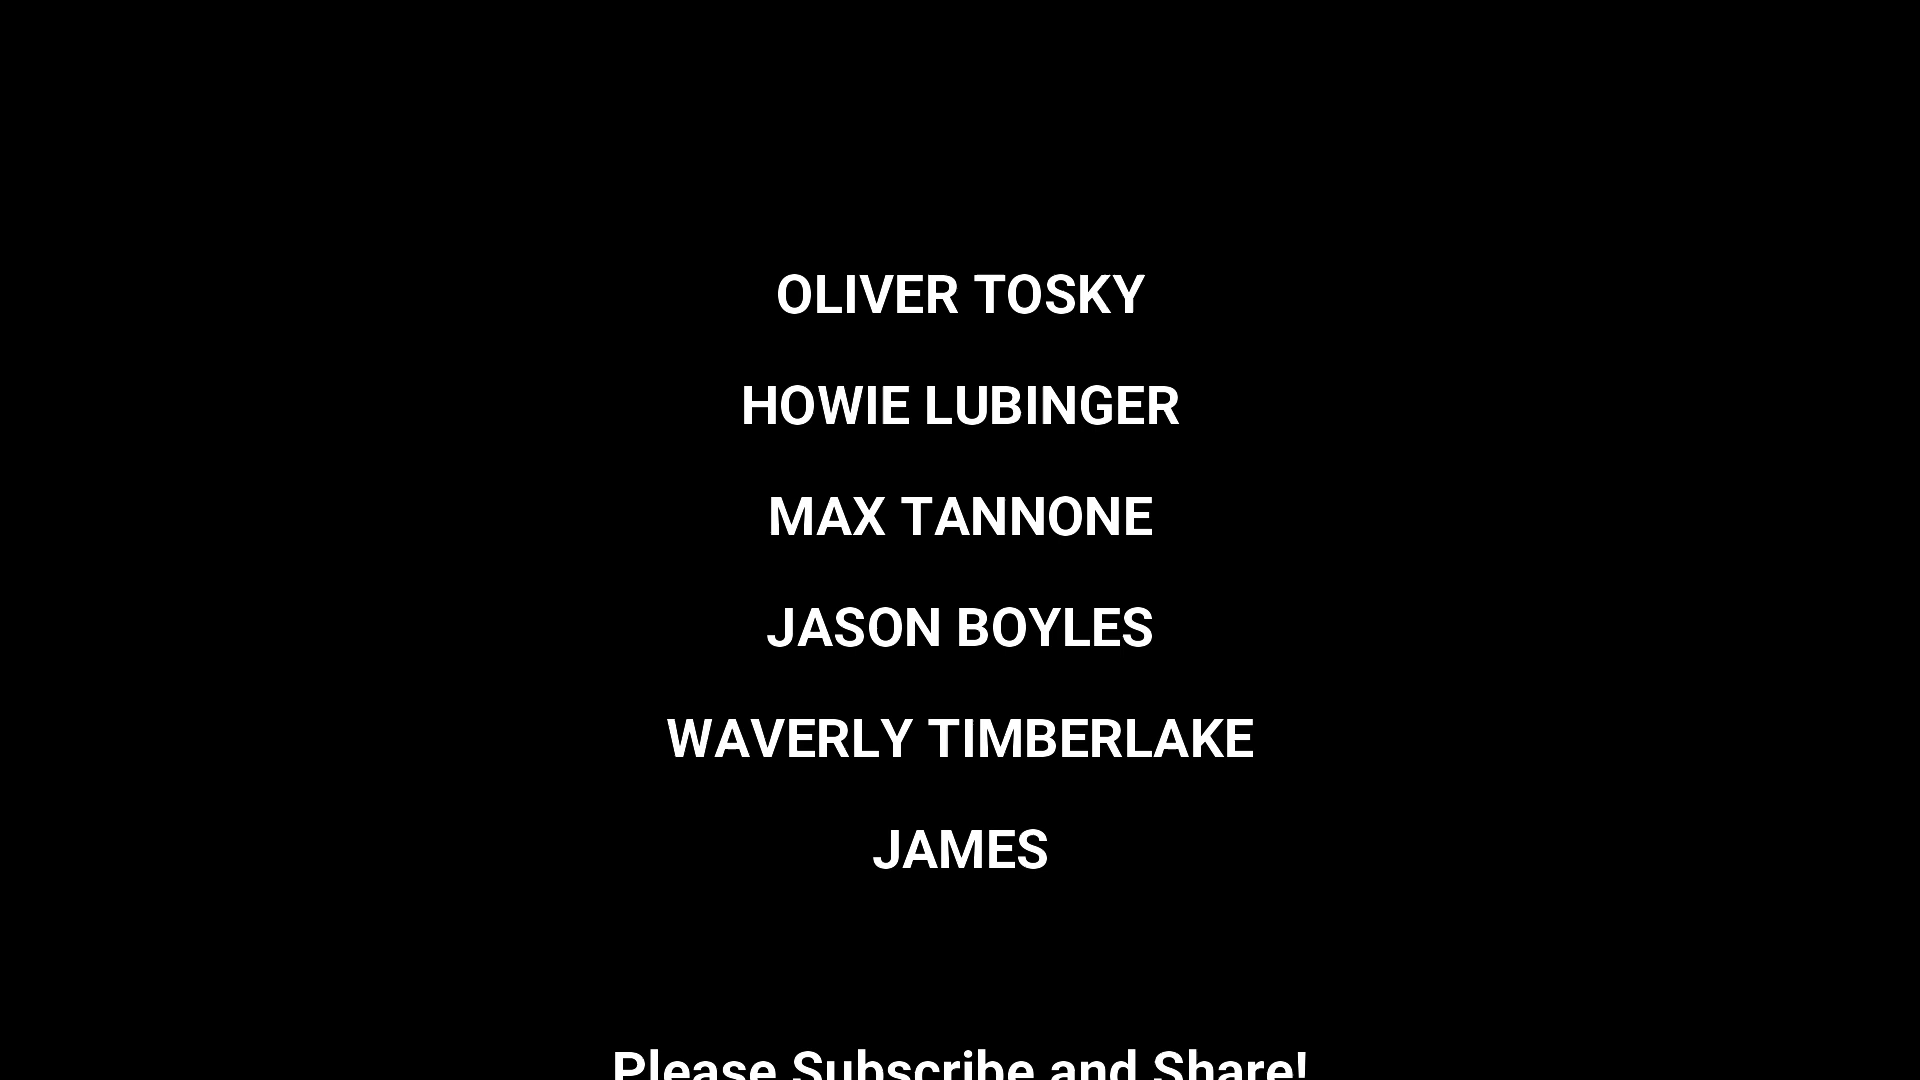 OLIVER TOSKY
HOWIE LUBINGER
MAX TANNONE
JASON BOYLES
WAVERLY TIMBERLAKE
JAMES
Please Subscribe and Share!